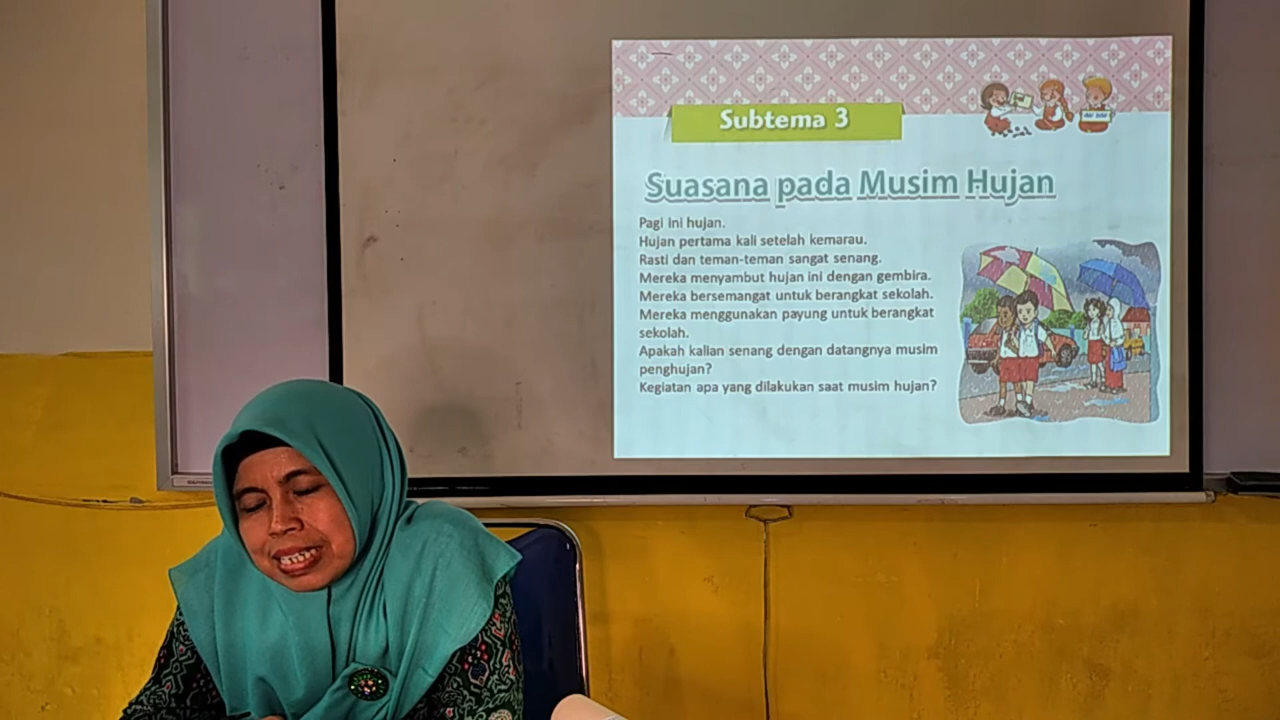 Subtema 3
Suasana pada Musim Hujan
Pagi ini hujan.
Hujan pertama kali setelah kemarau.
Rasti dan teman-teman sangat senang.
Mereka menyambut hujan ini dengan gembira.
Mereka bersemangat untuk berangkat sekolah.
Mereka menggunakan payung untuk berangkat
sekolah.
Apakah kalian senang dengan datangnya musim
penghujan?
Kegiatan apa yang dilakukan saat musim hujan?